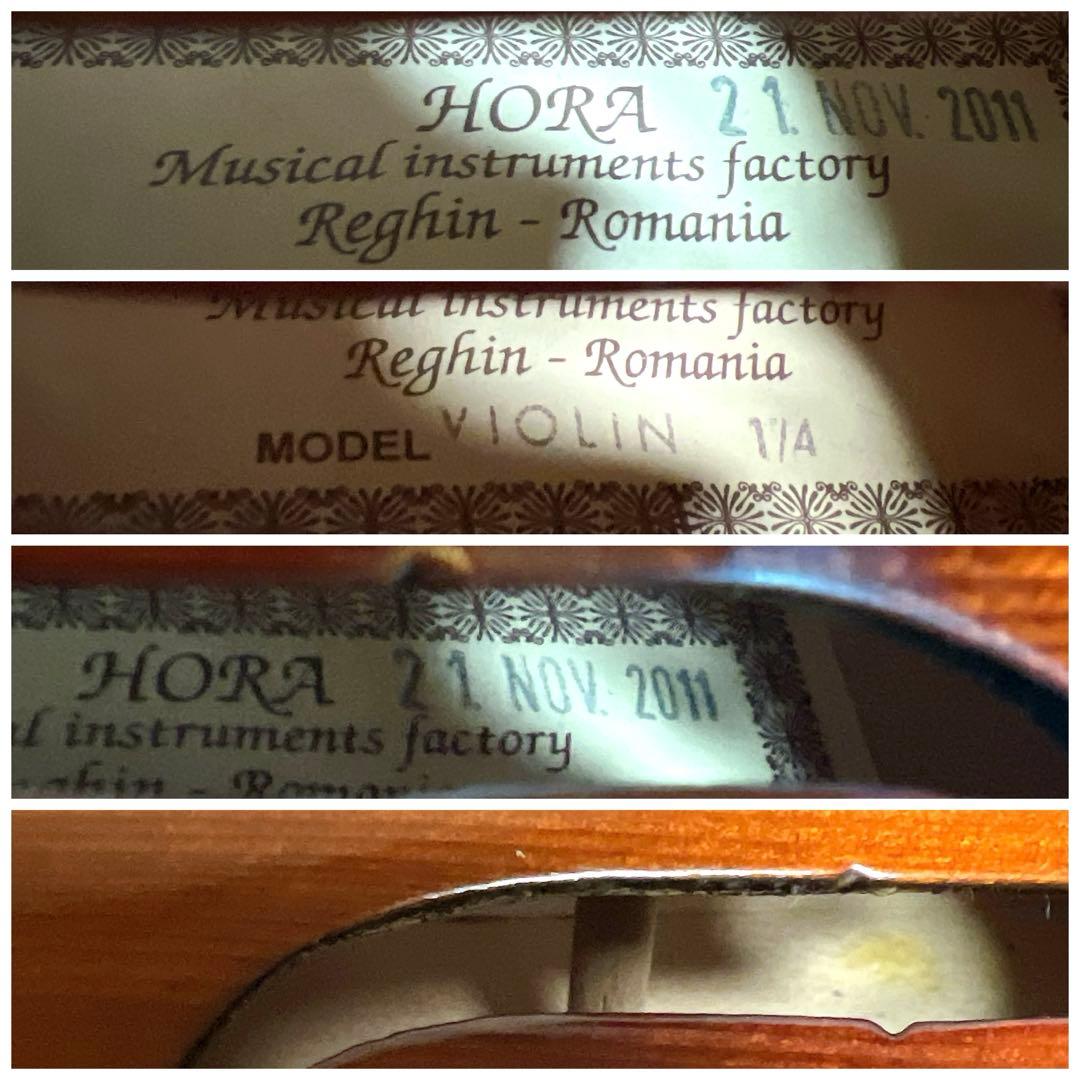 HORA 21. NOV. 2011
Musical instruments factory
Reghin - Romania
Musical instruments factory
Reghin - Romania
MODEL VIOLIN 1/4
HORA 21. NOV. 2011
l instruments factory